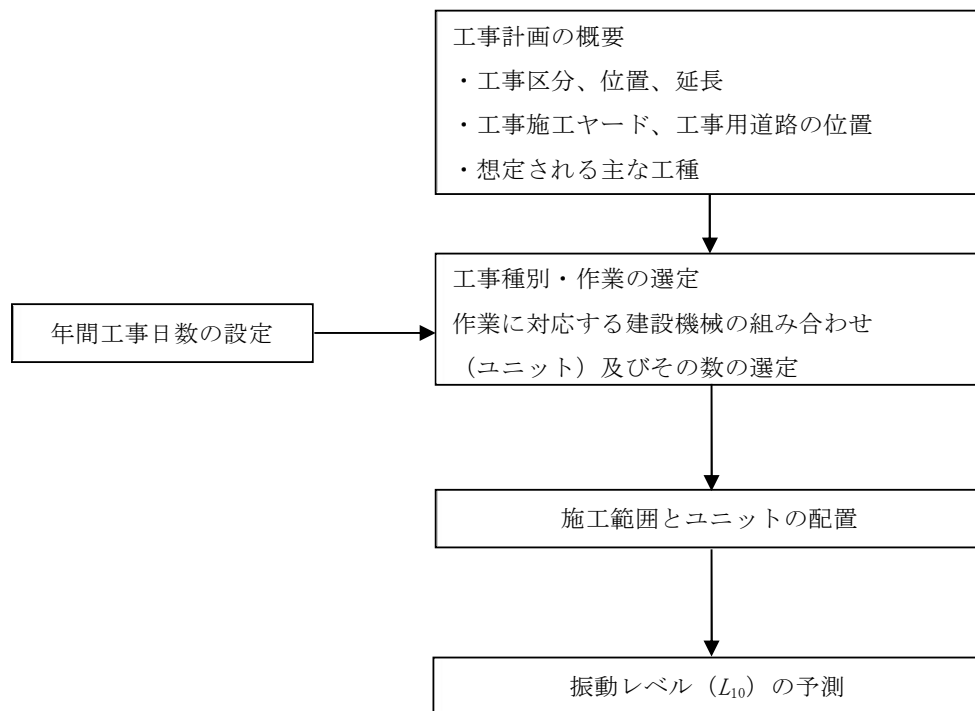 工事計画の概要
・工事区分、位置、延長
・工事施工ヤード、工事用道路の位置
・想定される主な工種
年間工事日数の設定
工事種別・作業の選定
作業に対応する建設機械の組み合わせ
（ユニット）及びその数の選定
施工範囲とユニットの配置
振動レベル（L10）の予測